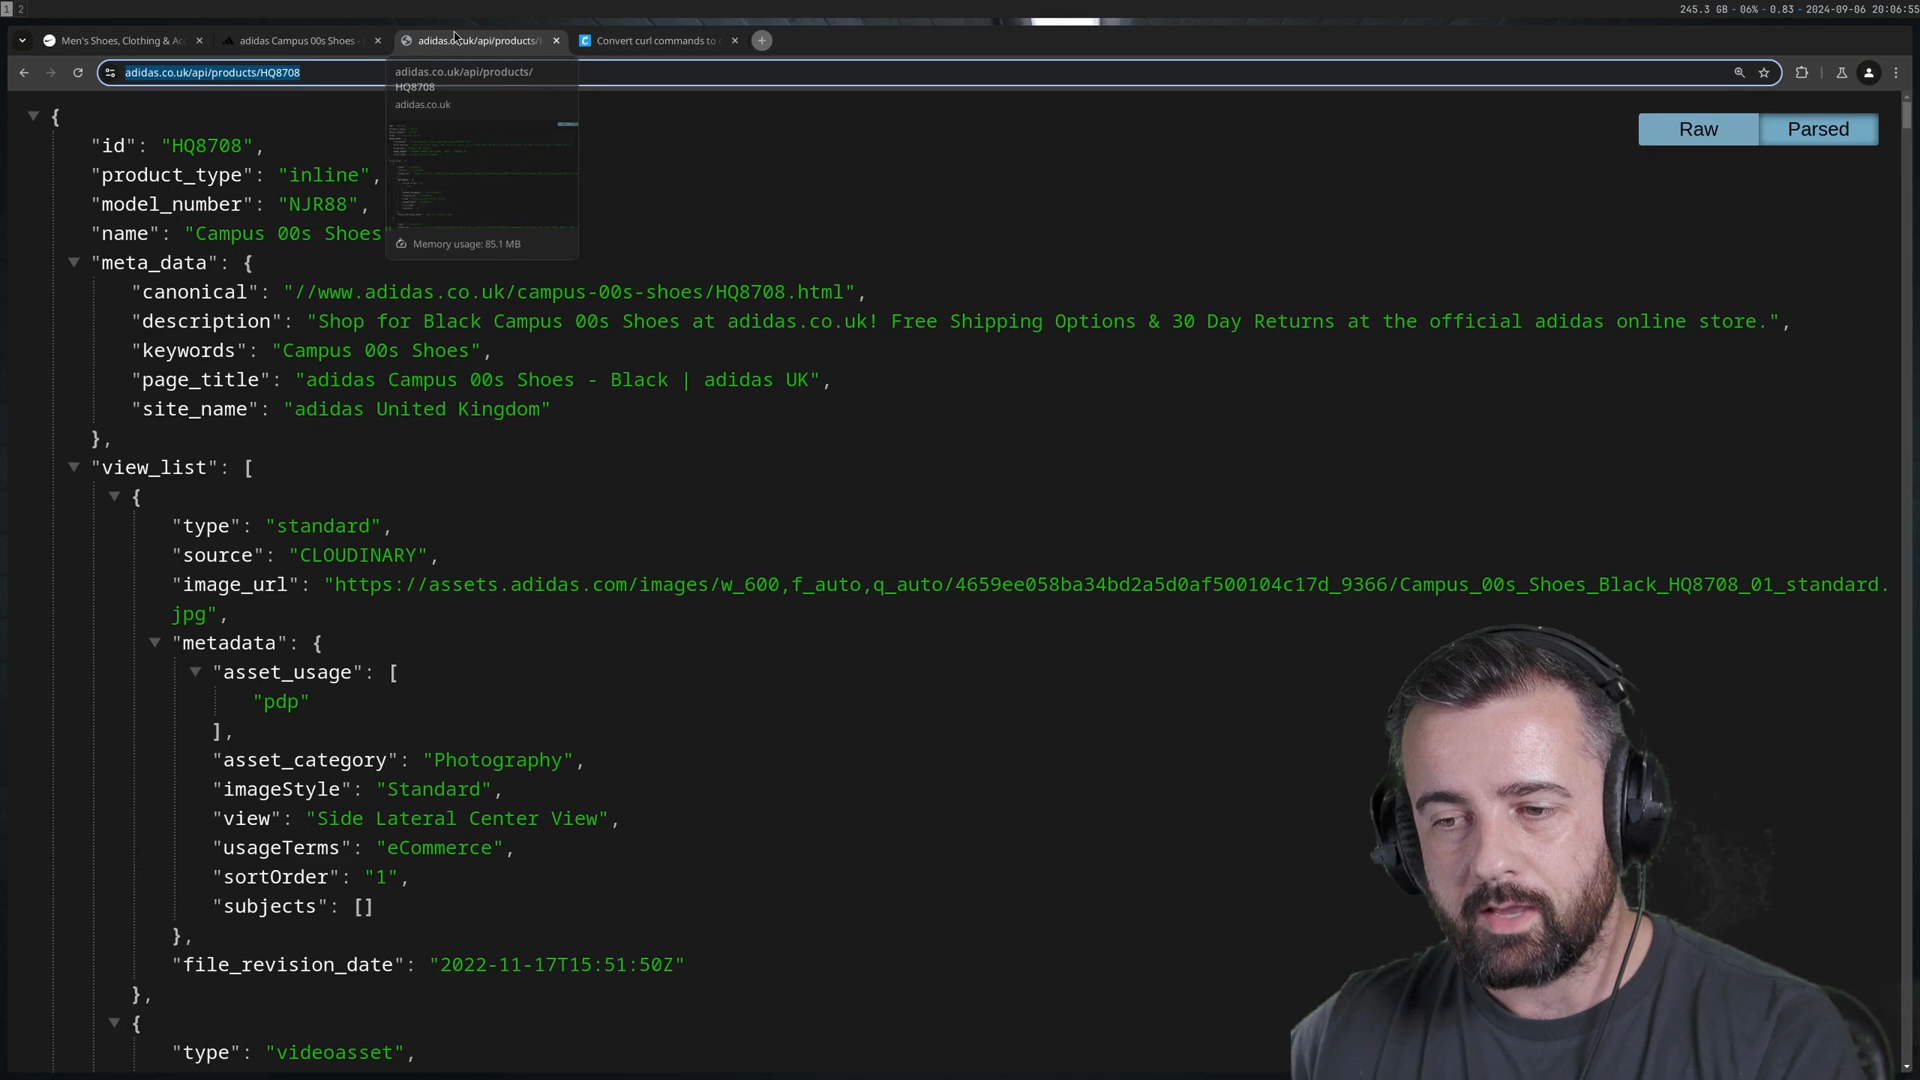 1 2
245.3 GB - 06% - 0.83 - 2024-09-06 20:06:55
Men's Shoes, Clothing & Ac
adidas Campus 00s Shoes -
adidas.co.uk/api/products/
Convert curl commands to
adidas.co.uk/api/products/HQ8708
adidas.co.uk/api/products/
HQ8708
adidas.co.uk
Memory usage: 85.1 MB
Raw
Parsed
{
"id": "HQ8708",
"product_type": "inline",
"model_number": "NJR88",
"name": "Campus 00s Shoes"
"meta_data": {
"canonical": "//www.adidas.co.uk/campus-00s-shoes/HQ8708.html",
"description": "Shop for Black Campus 00s Shoes at adidas.co.uk! Free Shipping Options & 30 Day Returns at the official adidas online store.",
"keywords": "Campus 00s Shoes",
"page_title": "adidas Campus 00s Shoes - Black | adidas UK",
"site_name": "adidas United Kingdom"
},
"view_list": [
{
"type": "standard",
"source": "CLOUDINARY",
"image_url": "https://assets.adidas.com/images/w_600,f_auto,q_auto/4659ee058ba34bd2a5d0af500104c17d_9366/Campus_00s_Shoes_Black_HQ8708_01_standard.
jpg",
"metadata": {
"asset_usage": [
"pdp"
],
"asset_category": "Photography",
"imageStyle": "Standard",
"view": "Side Lateral Center View",
"usageTerms": "eCommerce",
"sortOrder": "1",
"subjects": []
},
"file_revision_date": "2022-11-17T15:51:50Z"
},
{
"type": "videoasset",